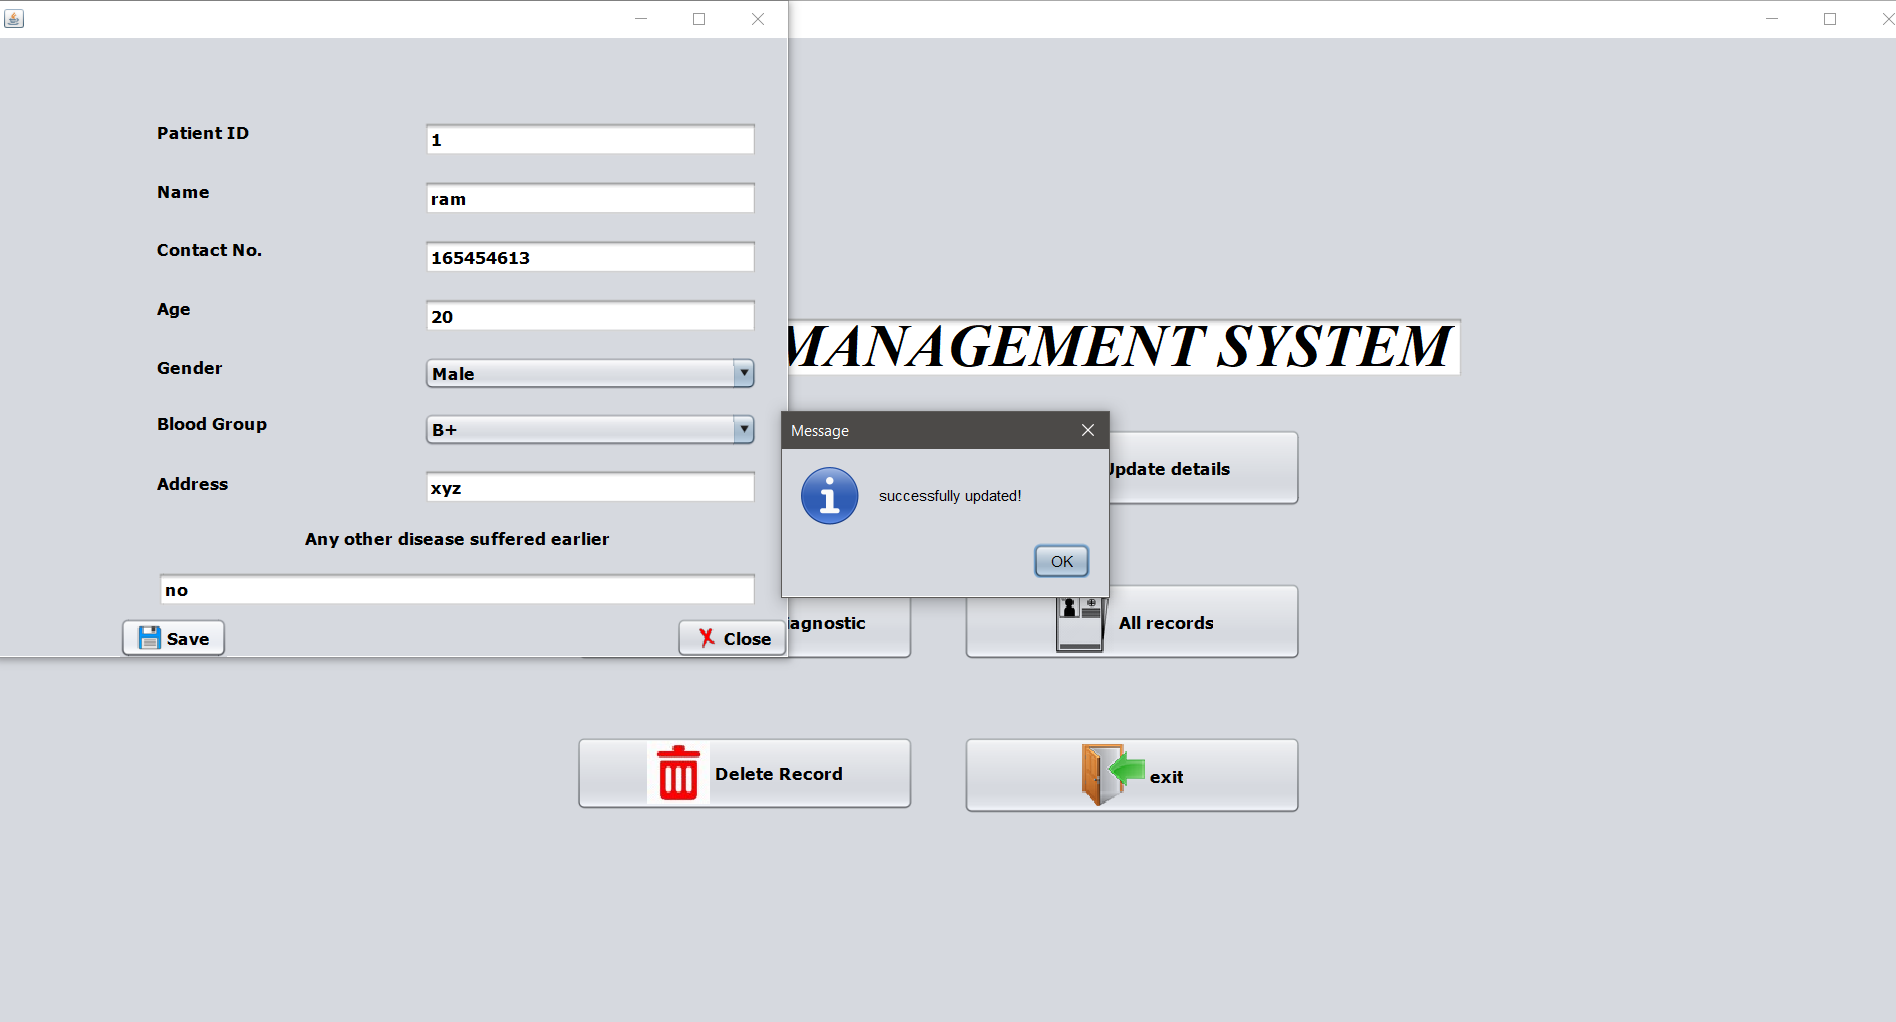 Patient ID
1
Name
ram
Contact No.
165454613
Age
20
Gender
Male
Blood Group
B+
Address
xyz
Any other disease suffered earlier
no
Save
Close
MANAGEMENT SYSTEM
Message
successfully updated!
OK
Update details
agnostic
All records
Delete Record
exit